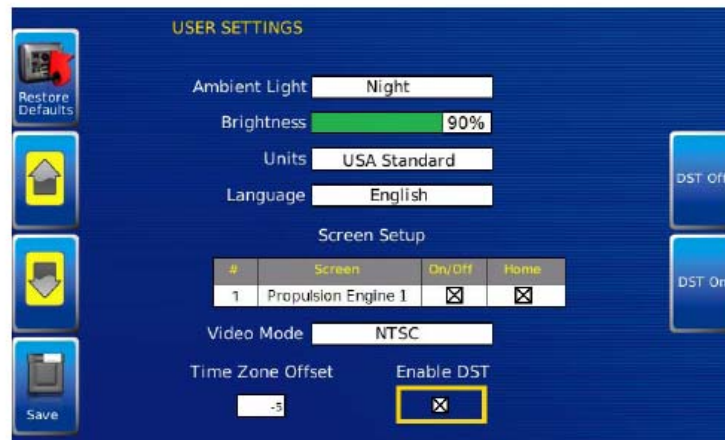 USER SETTINGS
Restore
Defaults
Ambient Light Night
Brightness 90%
Units USA Standard
Language English
DST Off
Screen Setup
# Screen On/Off Home
1 Propulsion Engine 1
DST On
Video Mode NTSC
Time Zone Offset Enable DST
-5
Save